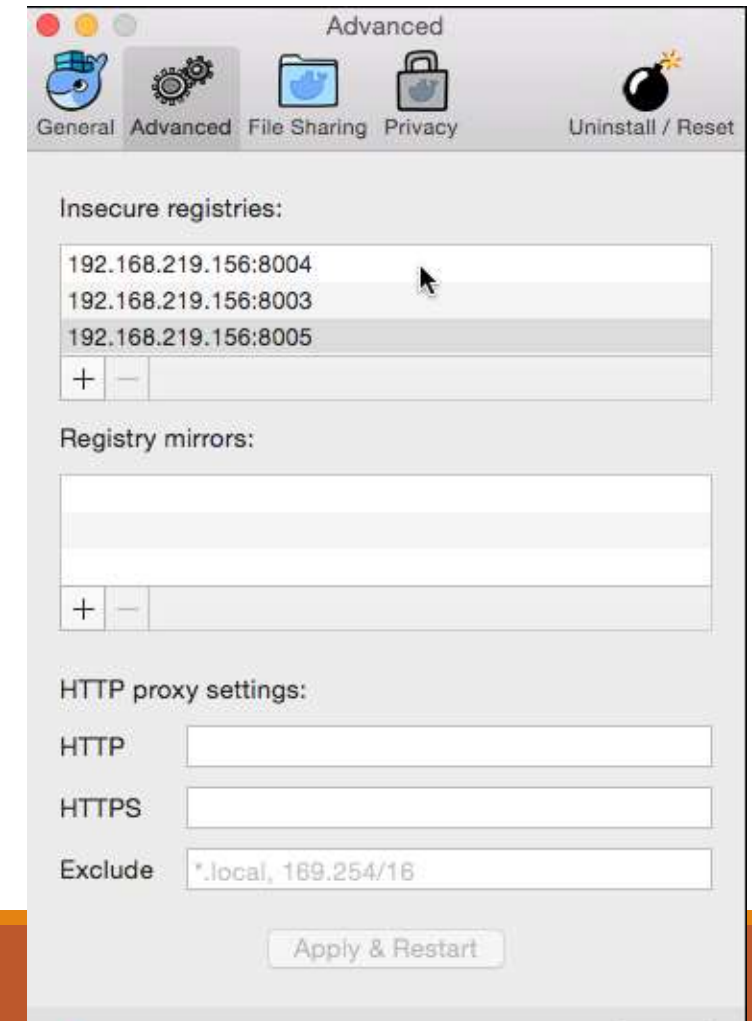 Advanced
General Advanced File Sharing Privacy Uninstall / Reset
Insecure registries:
192.168.219.156:8004
192.168.219.156:8003
192.168.219.156:8005
+ −
Registry mirrors:
+ −
HTTP proxy settings:
HTTP
HTTPS
Exclude *.local, 169.254/16
Apply & Restart